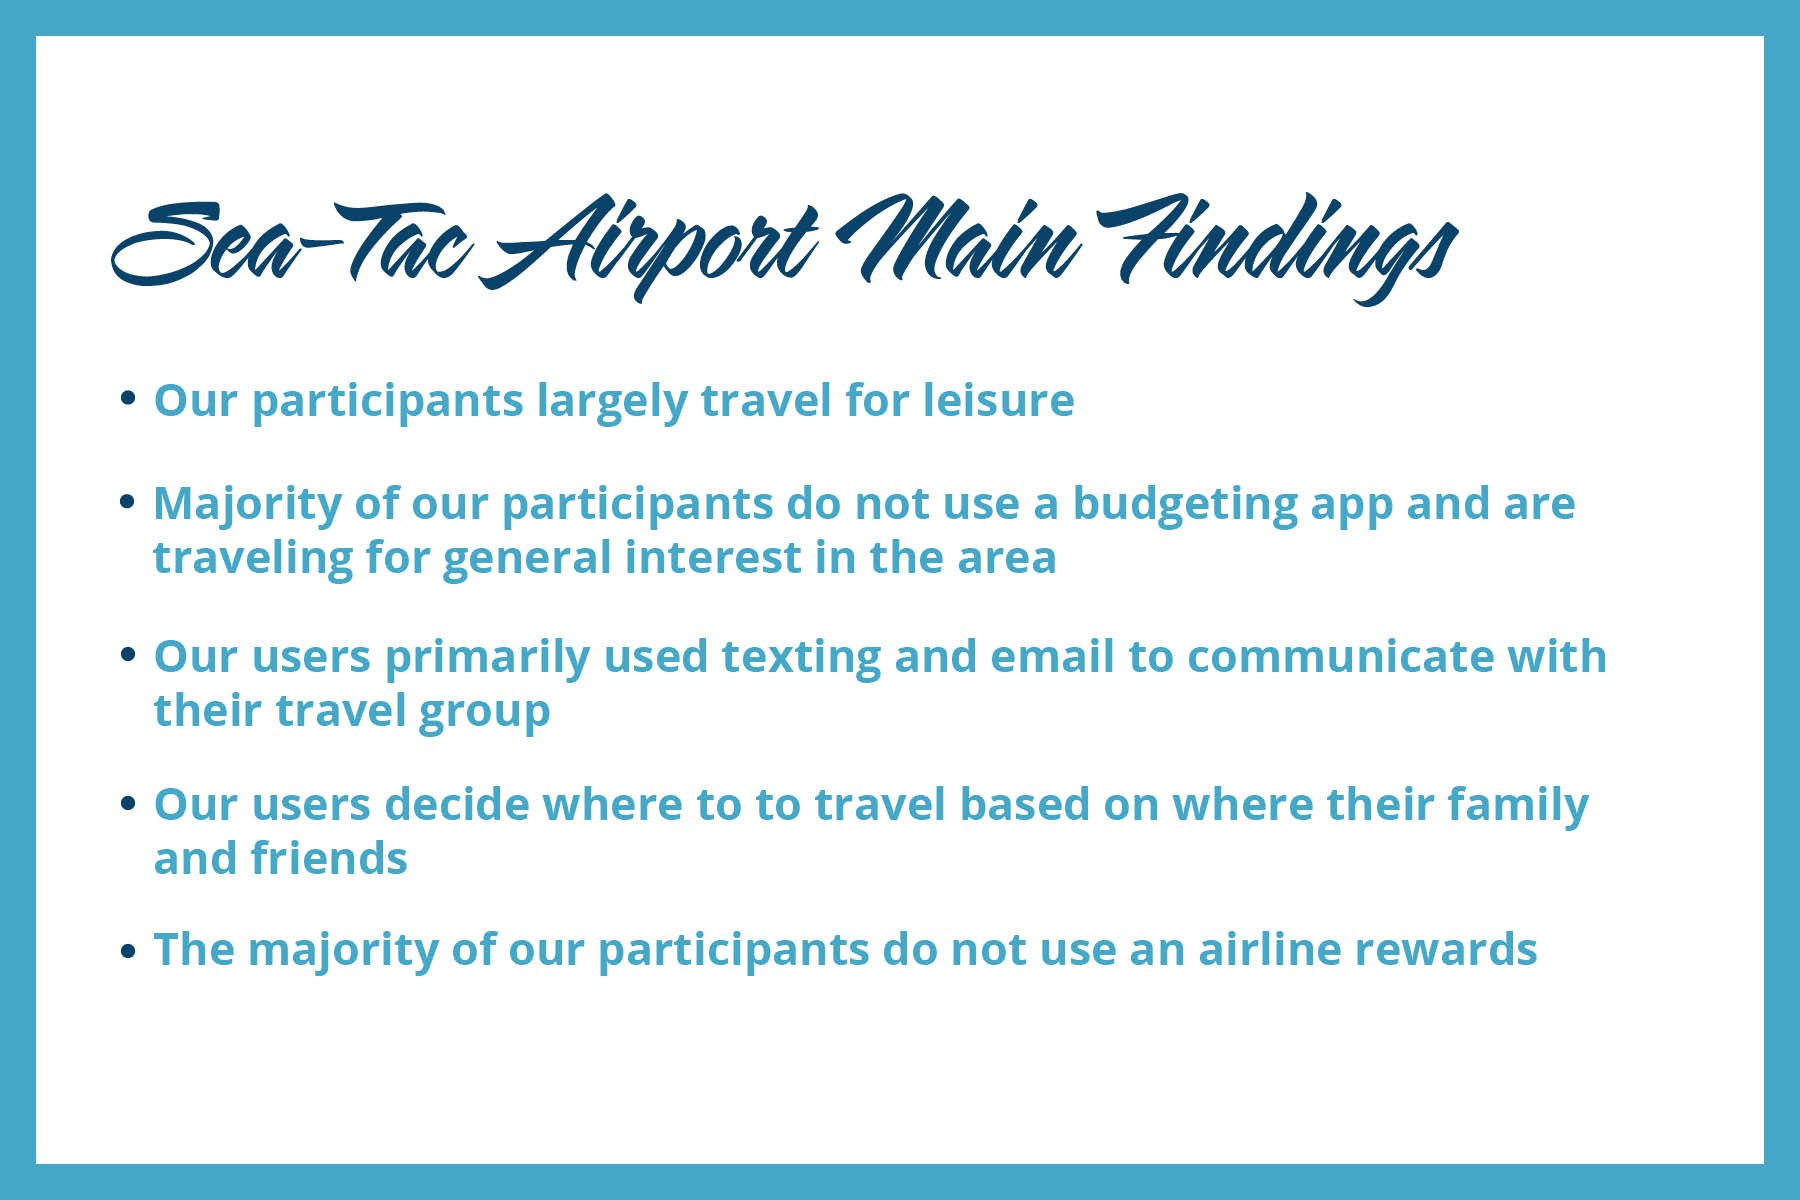 Sea-Tac Airport Main Findings
• Our participants largely travel for leisure
• Majority of our participants do not use a budgeting app and are
traveling for general interest in the area
• Our users primarily used texting and email to communicate with
their travel group
• Our users decide where to to travel based on where their family
and friends
• The majority of our participants do not use an airline rewards